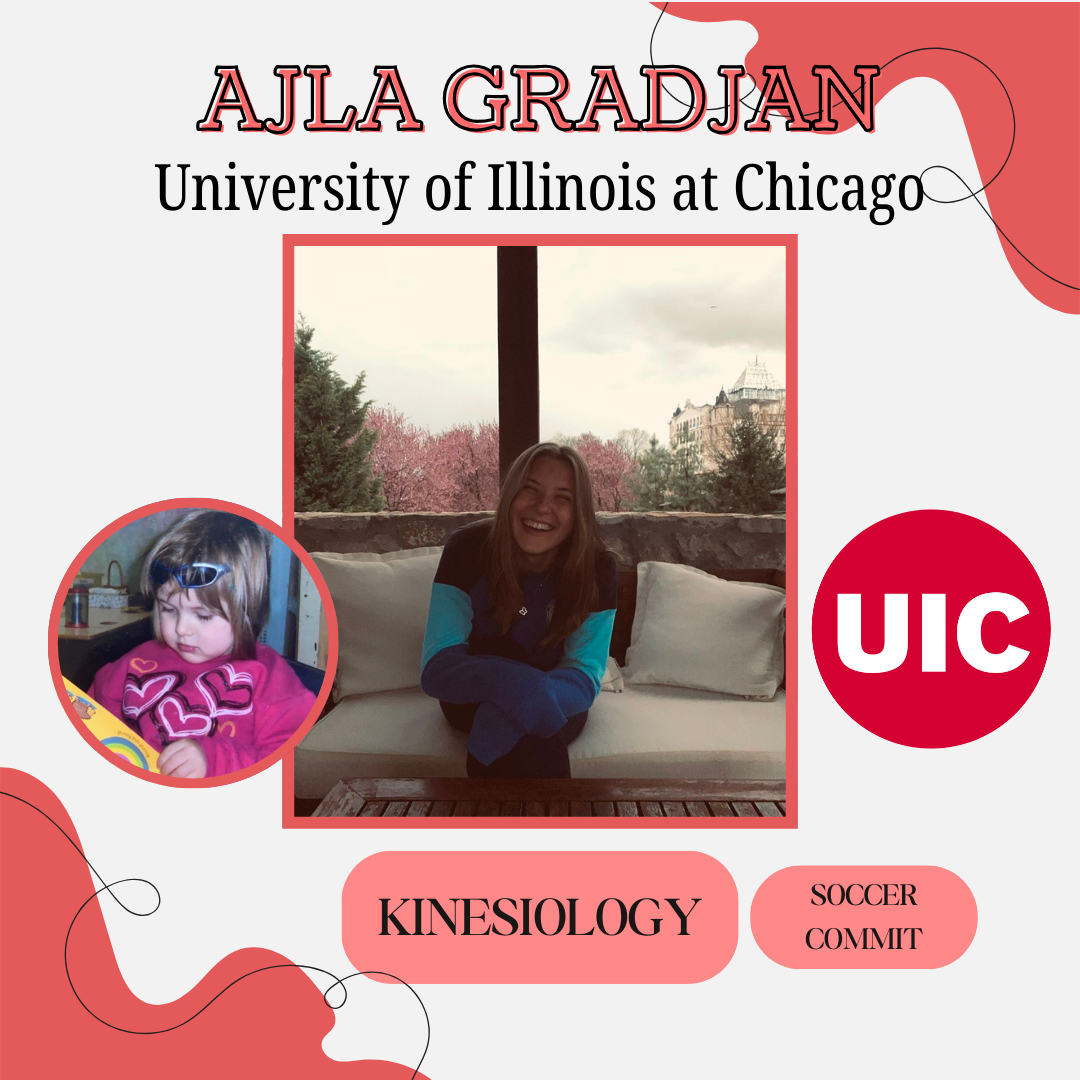 AJLA GRADJAN
University of Illinois at Chicago
UIC
KINESIOLOGY
SOCCER
COMMIT